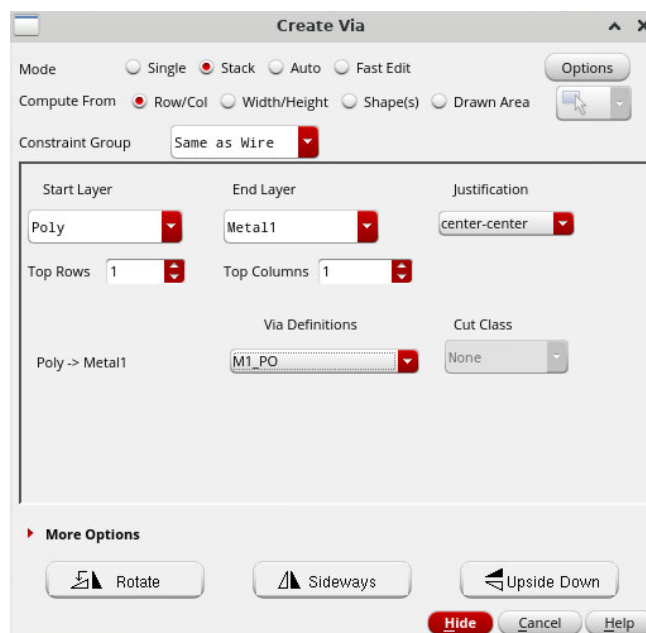 Create Via
Mode Single Stack Auto Fast Edit Options
Compute From Row/Col Width/Height Shape(s) Drawn Area
Constraint Group Same as Wire
Start Layer End Layer Justification
Poly Metal1 center-center
Top Rows 1 Top Columns 1
Via Definitions Cut Class
Poly -> Metal1 M1_PO None
More Options
Rotate Sideways Upside Down
Hide Cancel Help